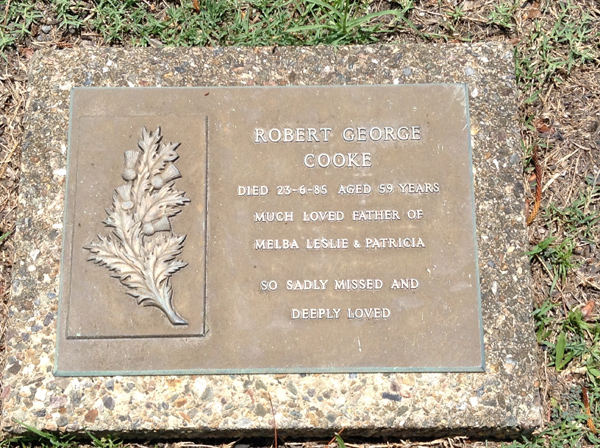 ROBERT GEORGE
COOKE
DIED 23-6-85 AGED 59 YEARS
MUCH LOVED FATHER OF
MELBA LESLIE & PATRICIA
SO SADLY MISSED AND
DEEPLY LOVED